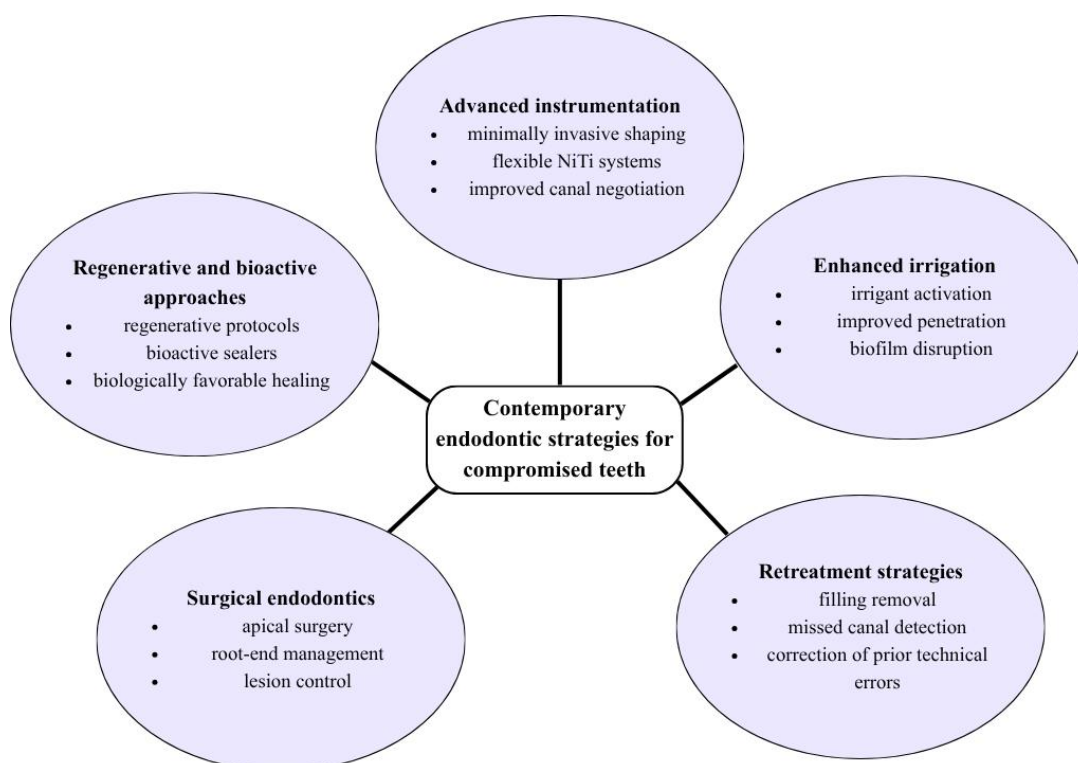 Advanced instrumentation
• minimally invasive shaping
• flexible NiTi systems
• improved canal negotiation
Regenerative and bioactive
approaches
• regenerative protocols
• bioactive sealers
• biologically favorable healing
Enhanced irrigation
• irrigant activation
• improved penetration
• biofilm disruption
Contemporary
endodontic strategies for
compromised teeth
Surgical endodontics
• apical surgery
• root-end management
• lesion control
Retreatment strategies
• filling removal
• missed canal detection
• correction of prior technical
errors